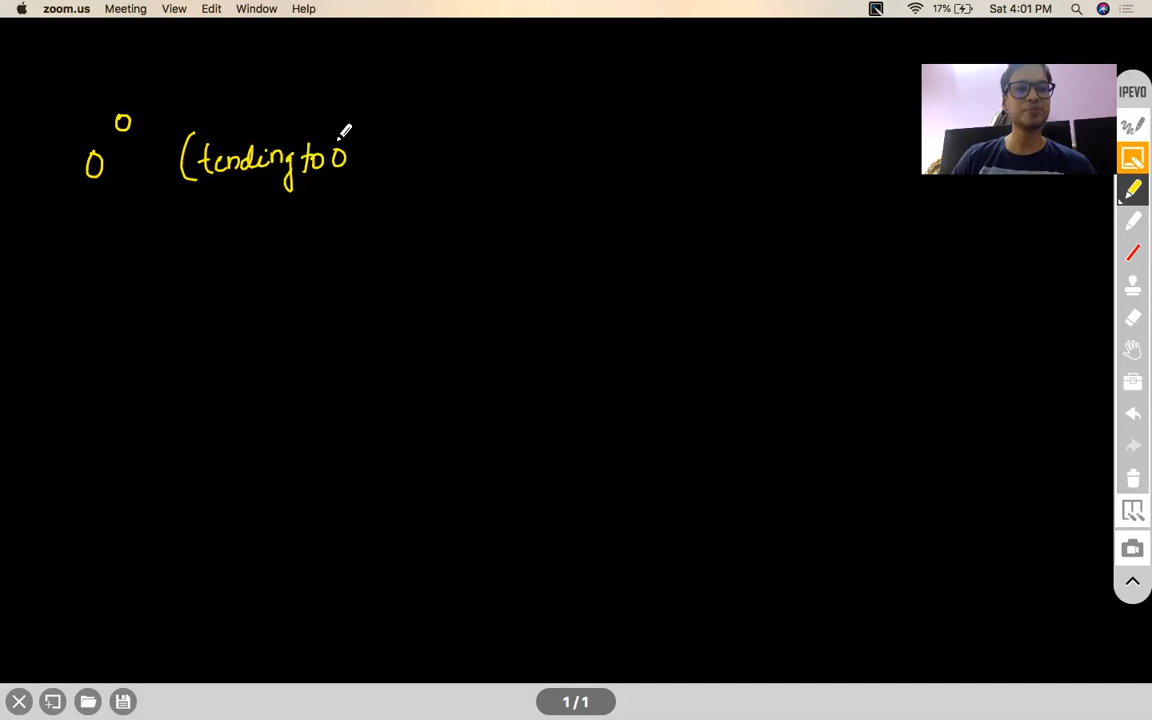 zoom.us Meeting View Edit Window Help 17% Sat 4:01 PM
IPEVO
0 0 (tending to 0
1/1